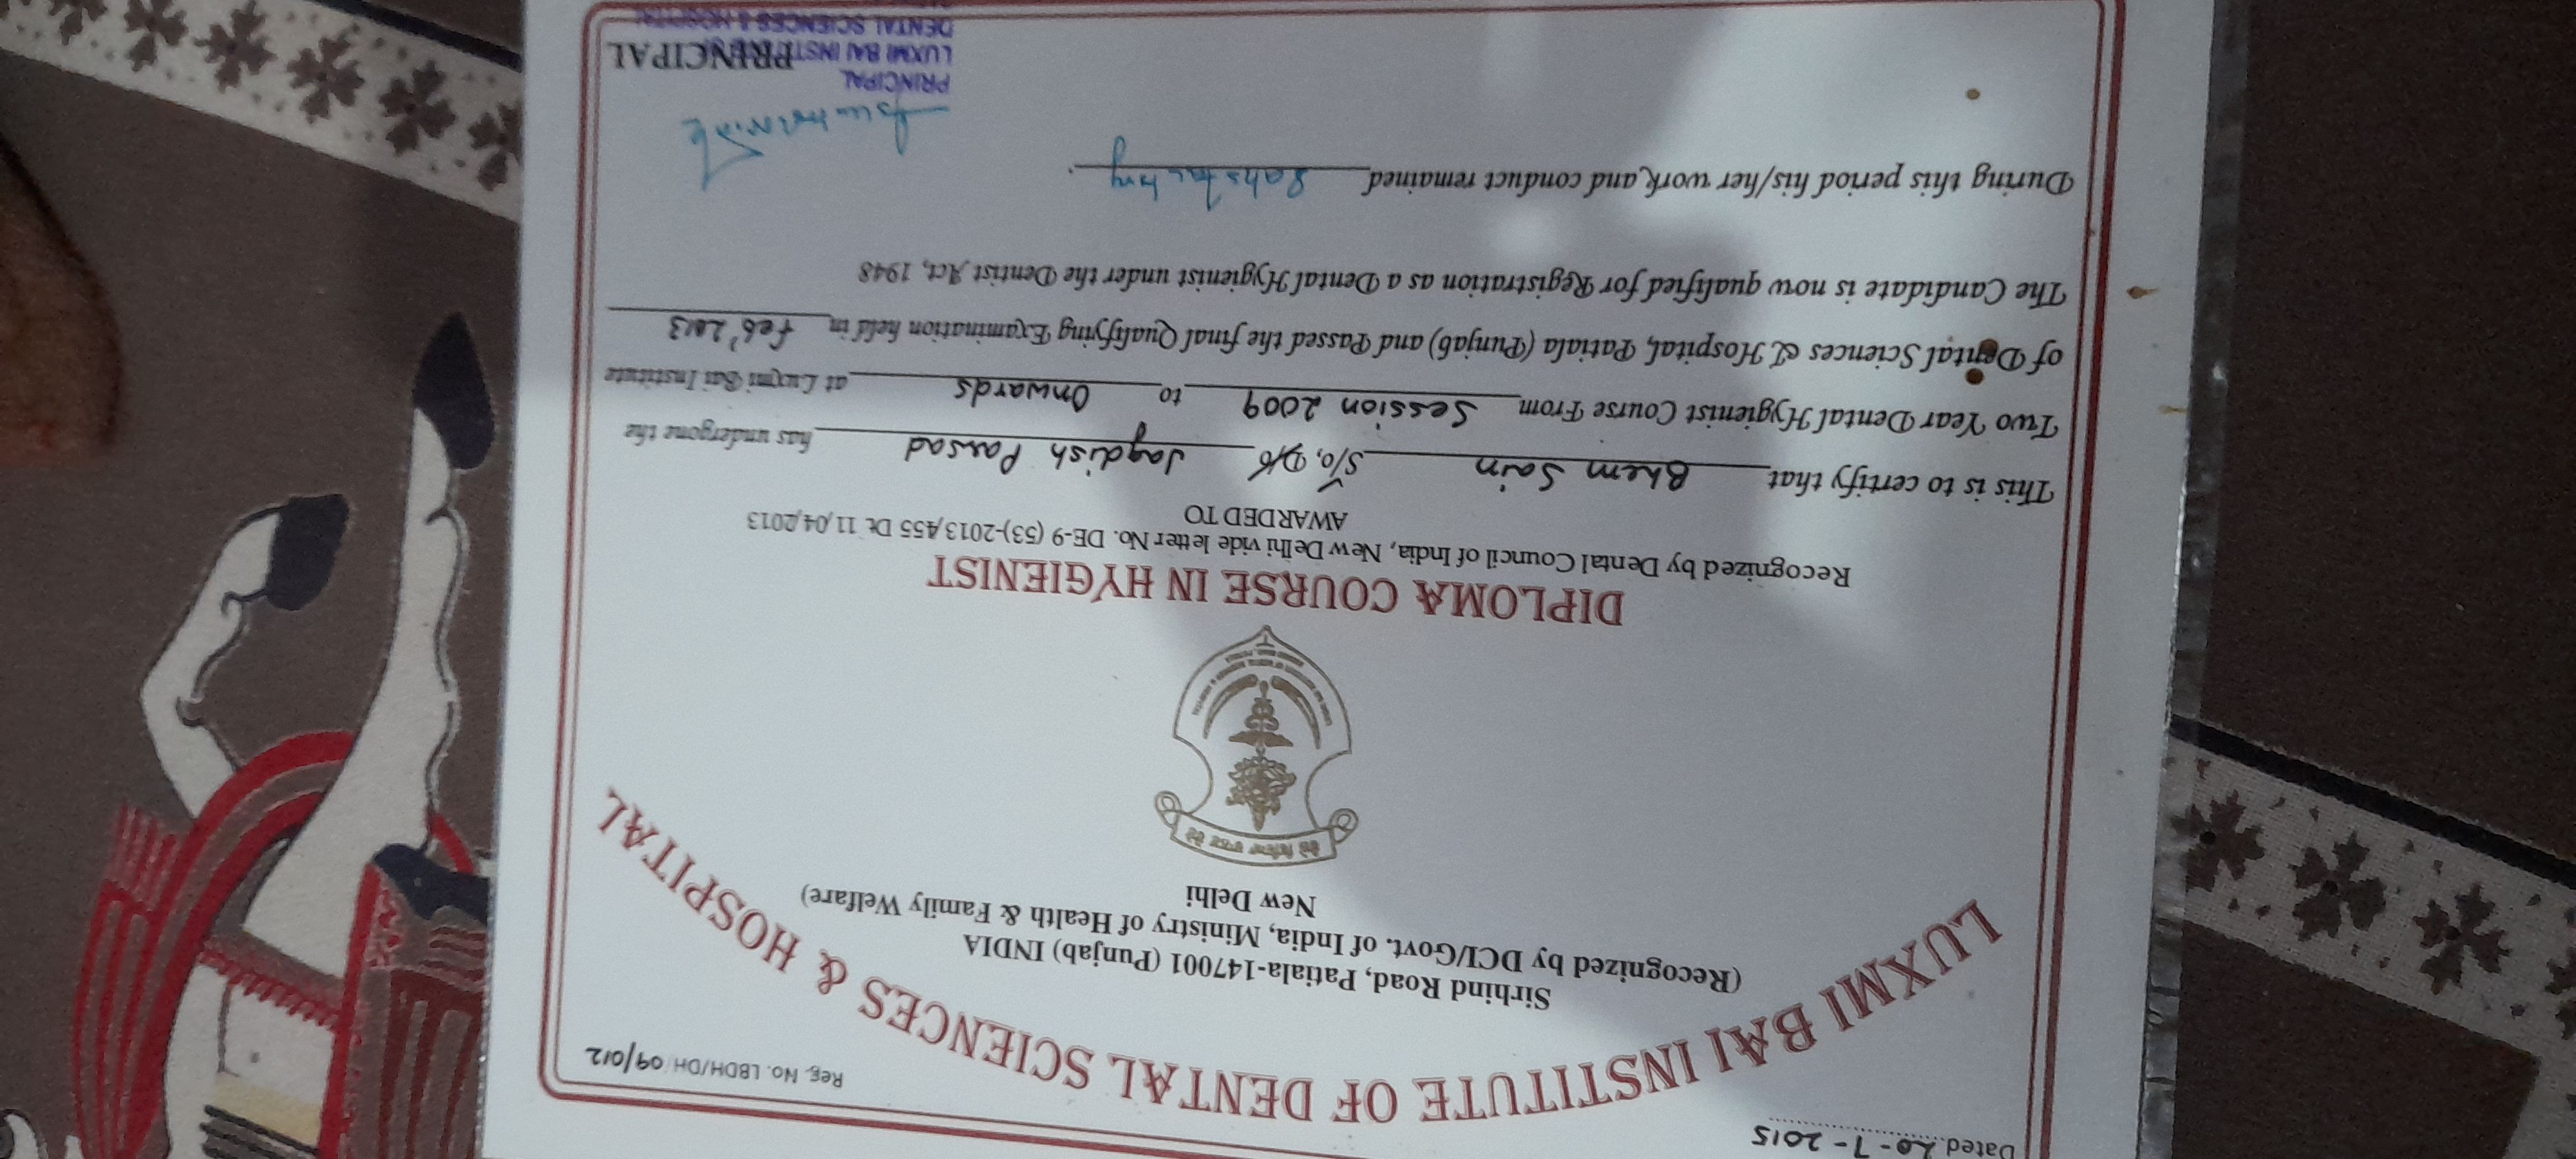 Reg. No. LBDH/DH/09/012
Dated 20-7-2015
LUXMI BAI INSTITUTE OF DENTAL SCIENCES & HOSPITAL
Sirhind Road, Patiala-147001 (Punjab) INDIA
(Recognized by DCI/Govt. of India, Ministry of Health & Family Welfare)
New Delhi
DIPLOMA COURSE IN HYGIENIST
Recognized by Dental Council of India, New Delhi vide letter No. DE-9 (53)-2013/455 Dt. 11/04/2013
AWARDED TO
This is to certify that Bhem Sain S/o, D/o Jagdish Parsad has undergone the
Two Year Dental Hygienist Course From Session 2009 to Onwards at Luxmi Bai Institute
of Dental Sciences & Hospital, Patiala (Punjab) and Passed the final Qualifying Examination held in feb' 2013
The Candidate is now qualified for Registration as a Dental Hygienist under the Dentist Act, 1948
During this period his/her work and conduct remained
PRINCIPAL
PRINCIPAL
LUXMI BAI INSTT
DENTAL SCIENCES & HOSPITAL